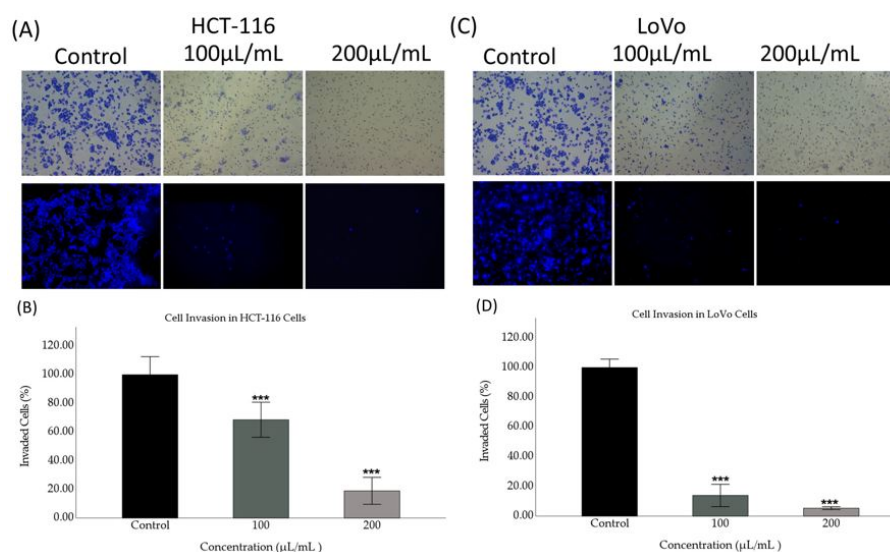 (A)
HCT-116
Control 100µL/mL 200µL/mL
(C)
LoVo
Control 100µL/mL 200µL/mL
(B)
Cell Invasion in HCT-116 Cells
Invaded Cells (%)
120.00
100.00
80.00
60.00
40.00
20.00
0.00
***
***
Control 100 200
Concentration (µL/mL )
(D)
Cell Invasion in LoVo Cells
Invaded Cells (%)
120.00
100.00
80.00
60.00
40.00
20.00
0.00
***
***
Control 100 200
Concentration (µL/mL )